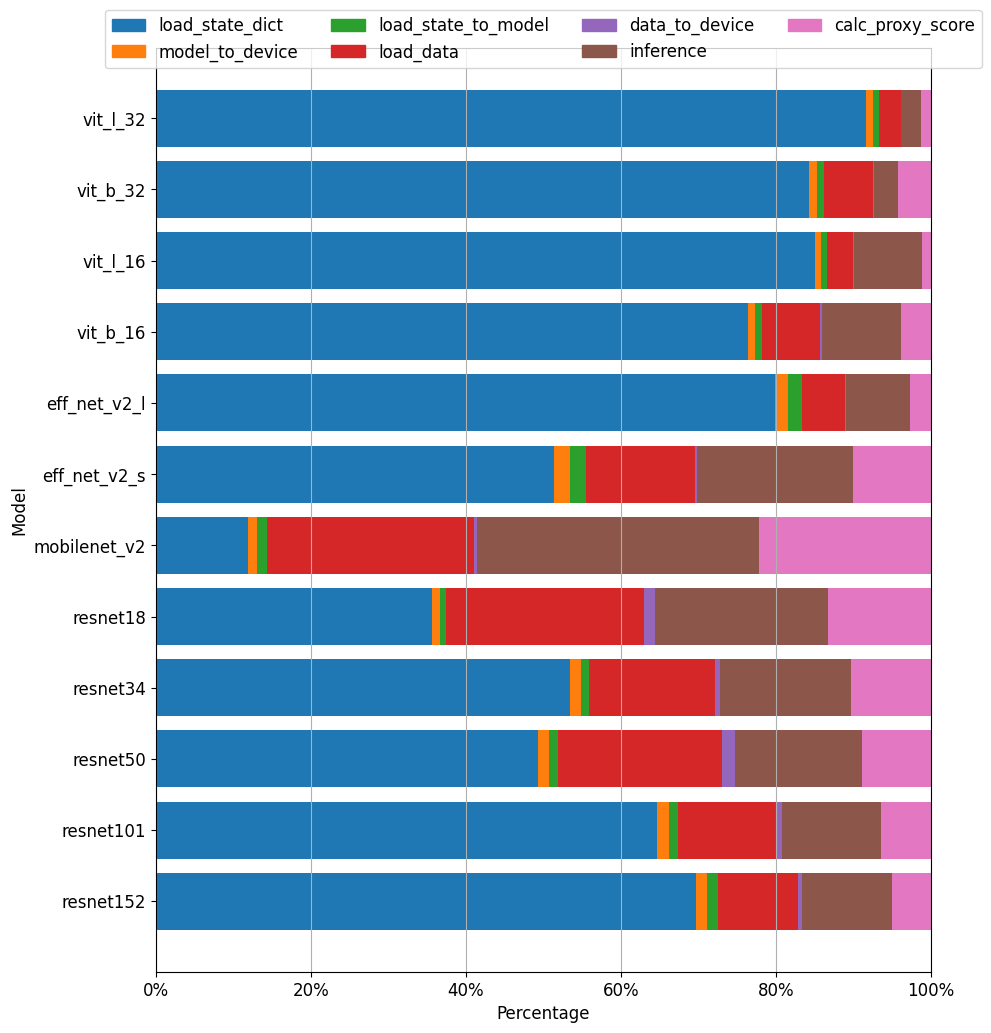 load_state_dict load_state_to_model data_to_device calc_proxy_score
model_to_device load_data inference
vit_l_32
vit_b_32
vit_l_16
vit_b_16
eff_net_v2_l
eff_net_v2_s
mobilenet_v2
resnet18
resnet34
resnet50
resnet101
resnet152
Model
0% 20% 40% 60% 80% 100%
Percentage